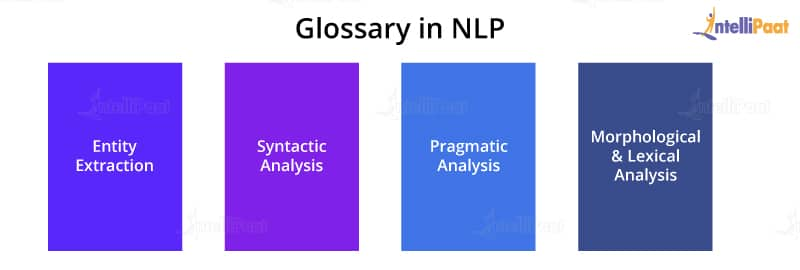 Glossary in NLP
intelliPaat
Entity
Extraction
Syntactic
Analysis
Pragmatic
Analysis
Morphological
& Lexical
Analysis